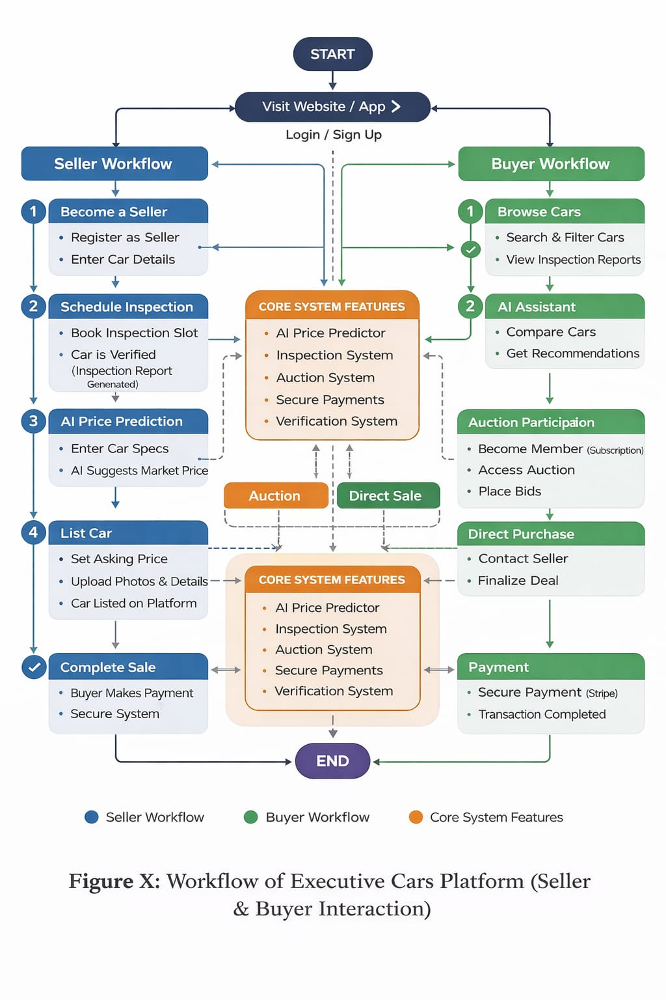 START
Visit Website / App >
Login / Sign Up
Seller Workflow
1
Become a Seller
• Register as Seller
• Enter Car Details
2
Schedule Inspection
• Book Inspection Slot
• Car is Verified
(Inspection Report
Genenated)
3
AI Price Prediction
• Enter Car Specs
• AI Suggests Market Price
4
List Car
• Set Asking Price
• Upload Photos & Details
• Car Listed on Platform
Complete Sale
• Buyer Makes Payment
• Secure System
CORE SYSTEM FEATURES
• AI Price Predictor
• Inspection System
• Auction System
• Secure Payments
• Verification System
Auction
Direct Sale
CORE SYSTEM FEATURES
• AI Price Predictor
• Inspection System
• Auction System
• Secure Payments
• Verification System
Buyer Workflow
1
Browse Cars
• Search & Filter Cars
• View Inspection Reports
2
AI Assistant
• Compare Cars
• Get Recommendations
Auction Participaion
• Become Member (Subscription)
• Access Auction
• Place Bids
Direct Purchase
• Contact Seller
• Finalize Deal
Payment
• Secure Payment (Stripe)
• Transaction Completed
END
Seller Workflow
Buyer Workflow
Core System Features
Figure X: Workflow of Executive Cars Platform (Seller
& Buyer Interaction)